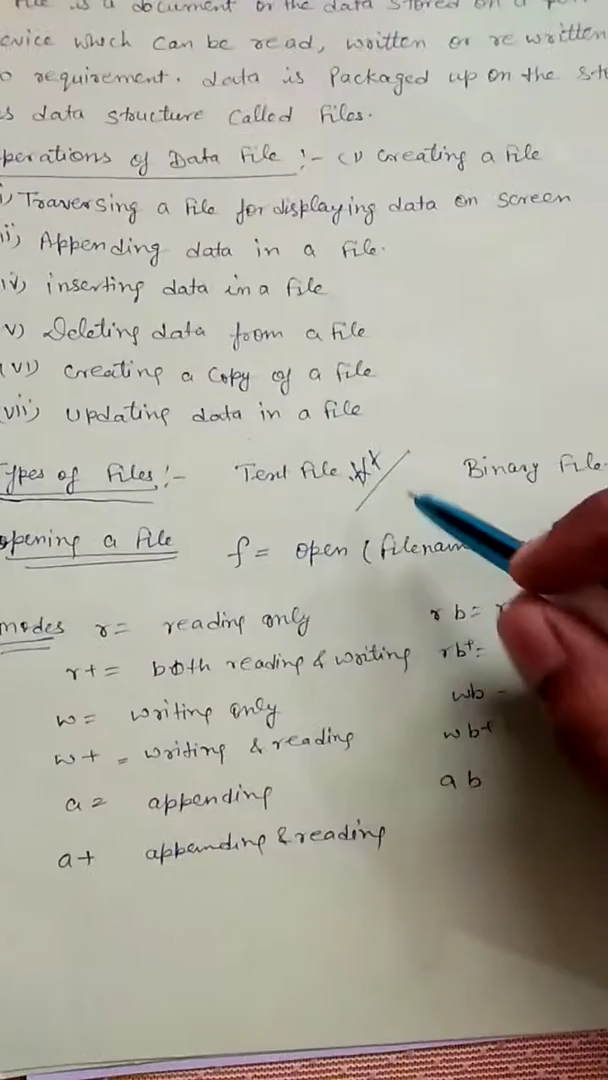 File is a document or the data stored on a
evice which can be read, written or re written
o requirement. data is Packaged up on the
s data structure called files.
perations of Data File :- (i) Creating a file
i) Traversing a file for displaying data on screen
ii) Appending data in a file.
iv) inserting data in a file
v) Deleting data from a file
(vi) Creating a copy of a file
(vii) updating data in a file
Types of Files :- Text File Binary File
opening a file f = open (filenam
modes r = reading only rb =
r+ = both reading & writing rb+ =
w = writing only wb -
w+ = writing & reading wb+
a = appending ab
a+ appending & reading